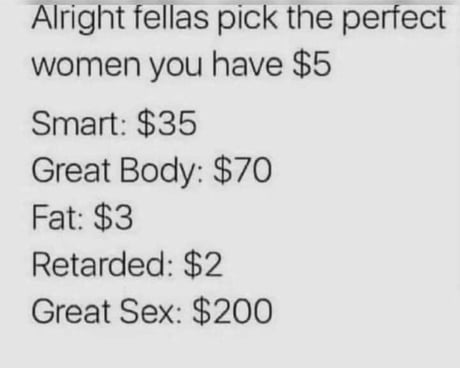 Alright fellas pick the perfect
women you have $5
Smart: $35
Great Body: $70
Fat: $3
Retarded: $2
Great Sex: $200